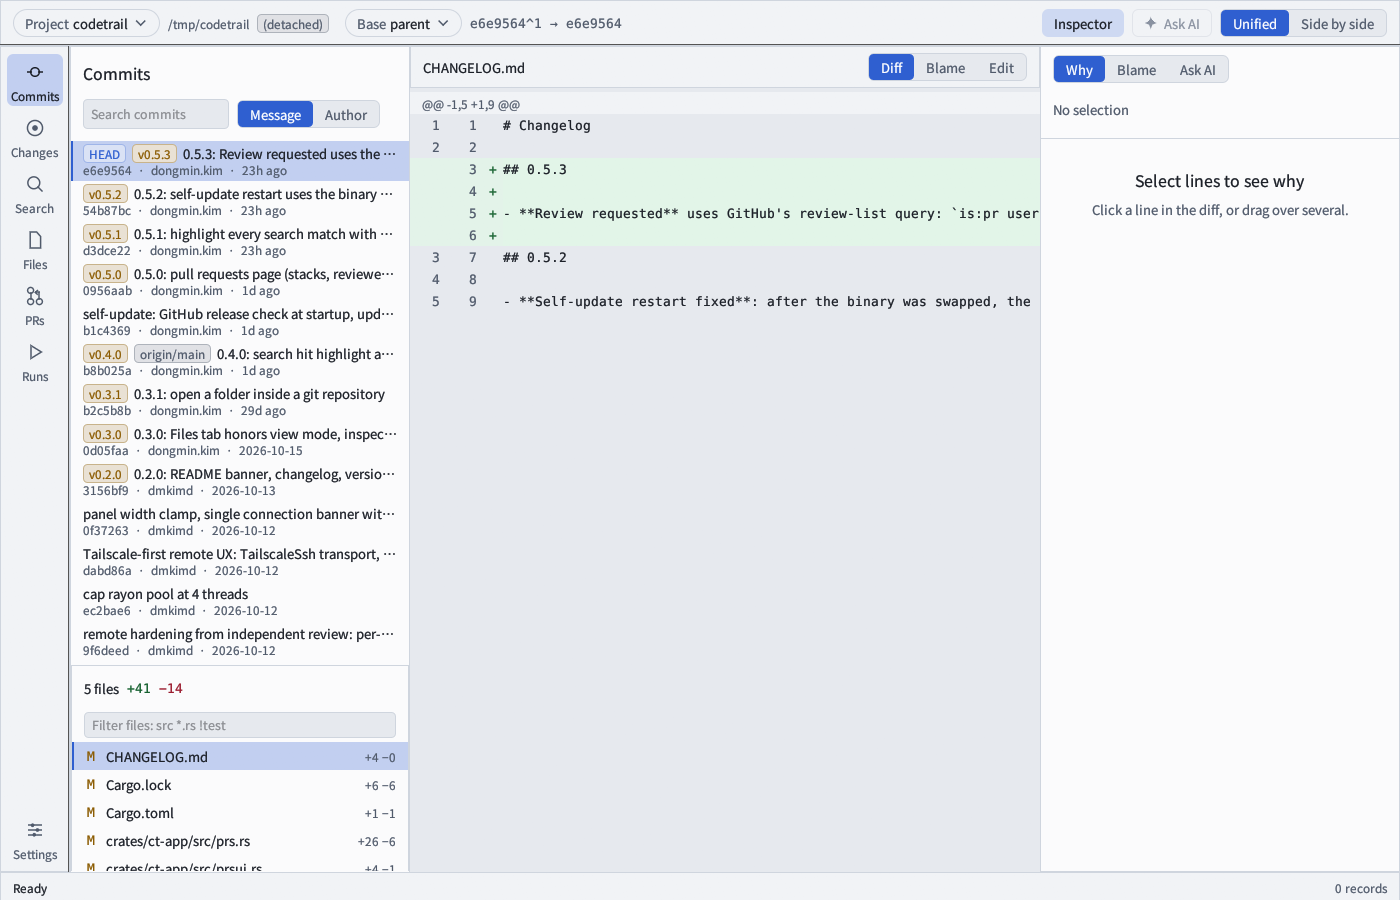 Project codetrail /tmp/codetrail (detached) Base parent e6e9564^1 → e6e9564 Inspector Ask AI Unified Side by side
Commits
Changes
Search
Files
PRs
Runs
Settings
Commits
Search commits Message Author
HEAD v0.5.3 0.5.3: Review requested uses the ···
e6e9564 · dongmin.kim · 23h ago
v0.5.2 0.5.2: self-update restart uses the binary ···
54b87bc · dongmin.kim · 23h ago
v0.5.1 0.5.1: highlight every search match with ···
d3dce22 · dongmin.kim · 23h ago
v0.5.0 0.5.0: pull requests page (stacks, reviewe···
0956aab · dongmin.kim · 1d ago
self-update: GitHub release check at startup, upd···
b1c4369 · dongmin.kim · 1d ago
v0.4.0 origin/main 0.4.0: search hit highlight a···
b8b025a · dongmin.kim · 1d ago
v0.3.1 0.3.1: open a folder inside a git repository
b2c5b8b · dongmin.kim · 29d ago
v0.3.0 0.3.0: Files tab honors view mode, inspec···
0d05faa · dongmin.kim · 2026-10-15
v0.2.0 0.2.0: README banner, changelog, versio···
3156bf9 · dmkimd · 2026-10-13
panel width clamp, single connection banner wit···
0f37263 · dmkimd · 2026-10-12
Tailscale-first remote UX: TailscaleSsh transport, ···
dabd86a · dmkimd · 2026-10-12
cap rayon pool at 4 threads
ec2bae6 · dmkimd · 2026-10-12
remote hardening from independent review: per-···
9f6deed · dmkimd · 2026-10-12
5 files +41 −14
Filter files: src *.rs !test
M CHANGELOG.md +4 −0
M Cargo.lock +6 −6
M Cargo.toml +1 −1
M crates/ct-app/src/prs.rs +26 −6
M crates/ct-app/src/prsui.rs +4 −1
CHANGELOG.md Diff Blame Edit
@@ -1,5 +1,9 @@
1 1 # Changelog
2 2
3 + ## 0.5.3
4 +
5 + - **Review requested** uses GitHub's review-list query: `is:pr user
6 +
3 7 ## 0.5.2
4 8
5 9 - **Self-update restart fixed**: after the binary was swapped, the
Why Blame Ask AI
No selection
Select lines to see why
Click a line in the diff, or drag over several.
Ready 0 records